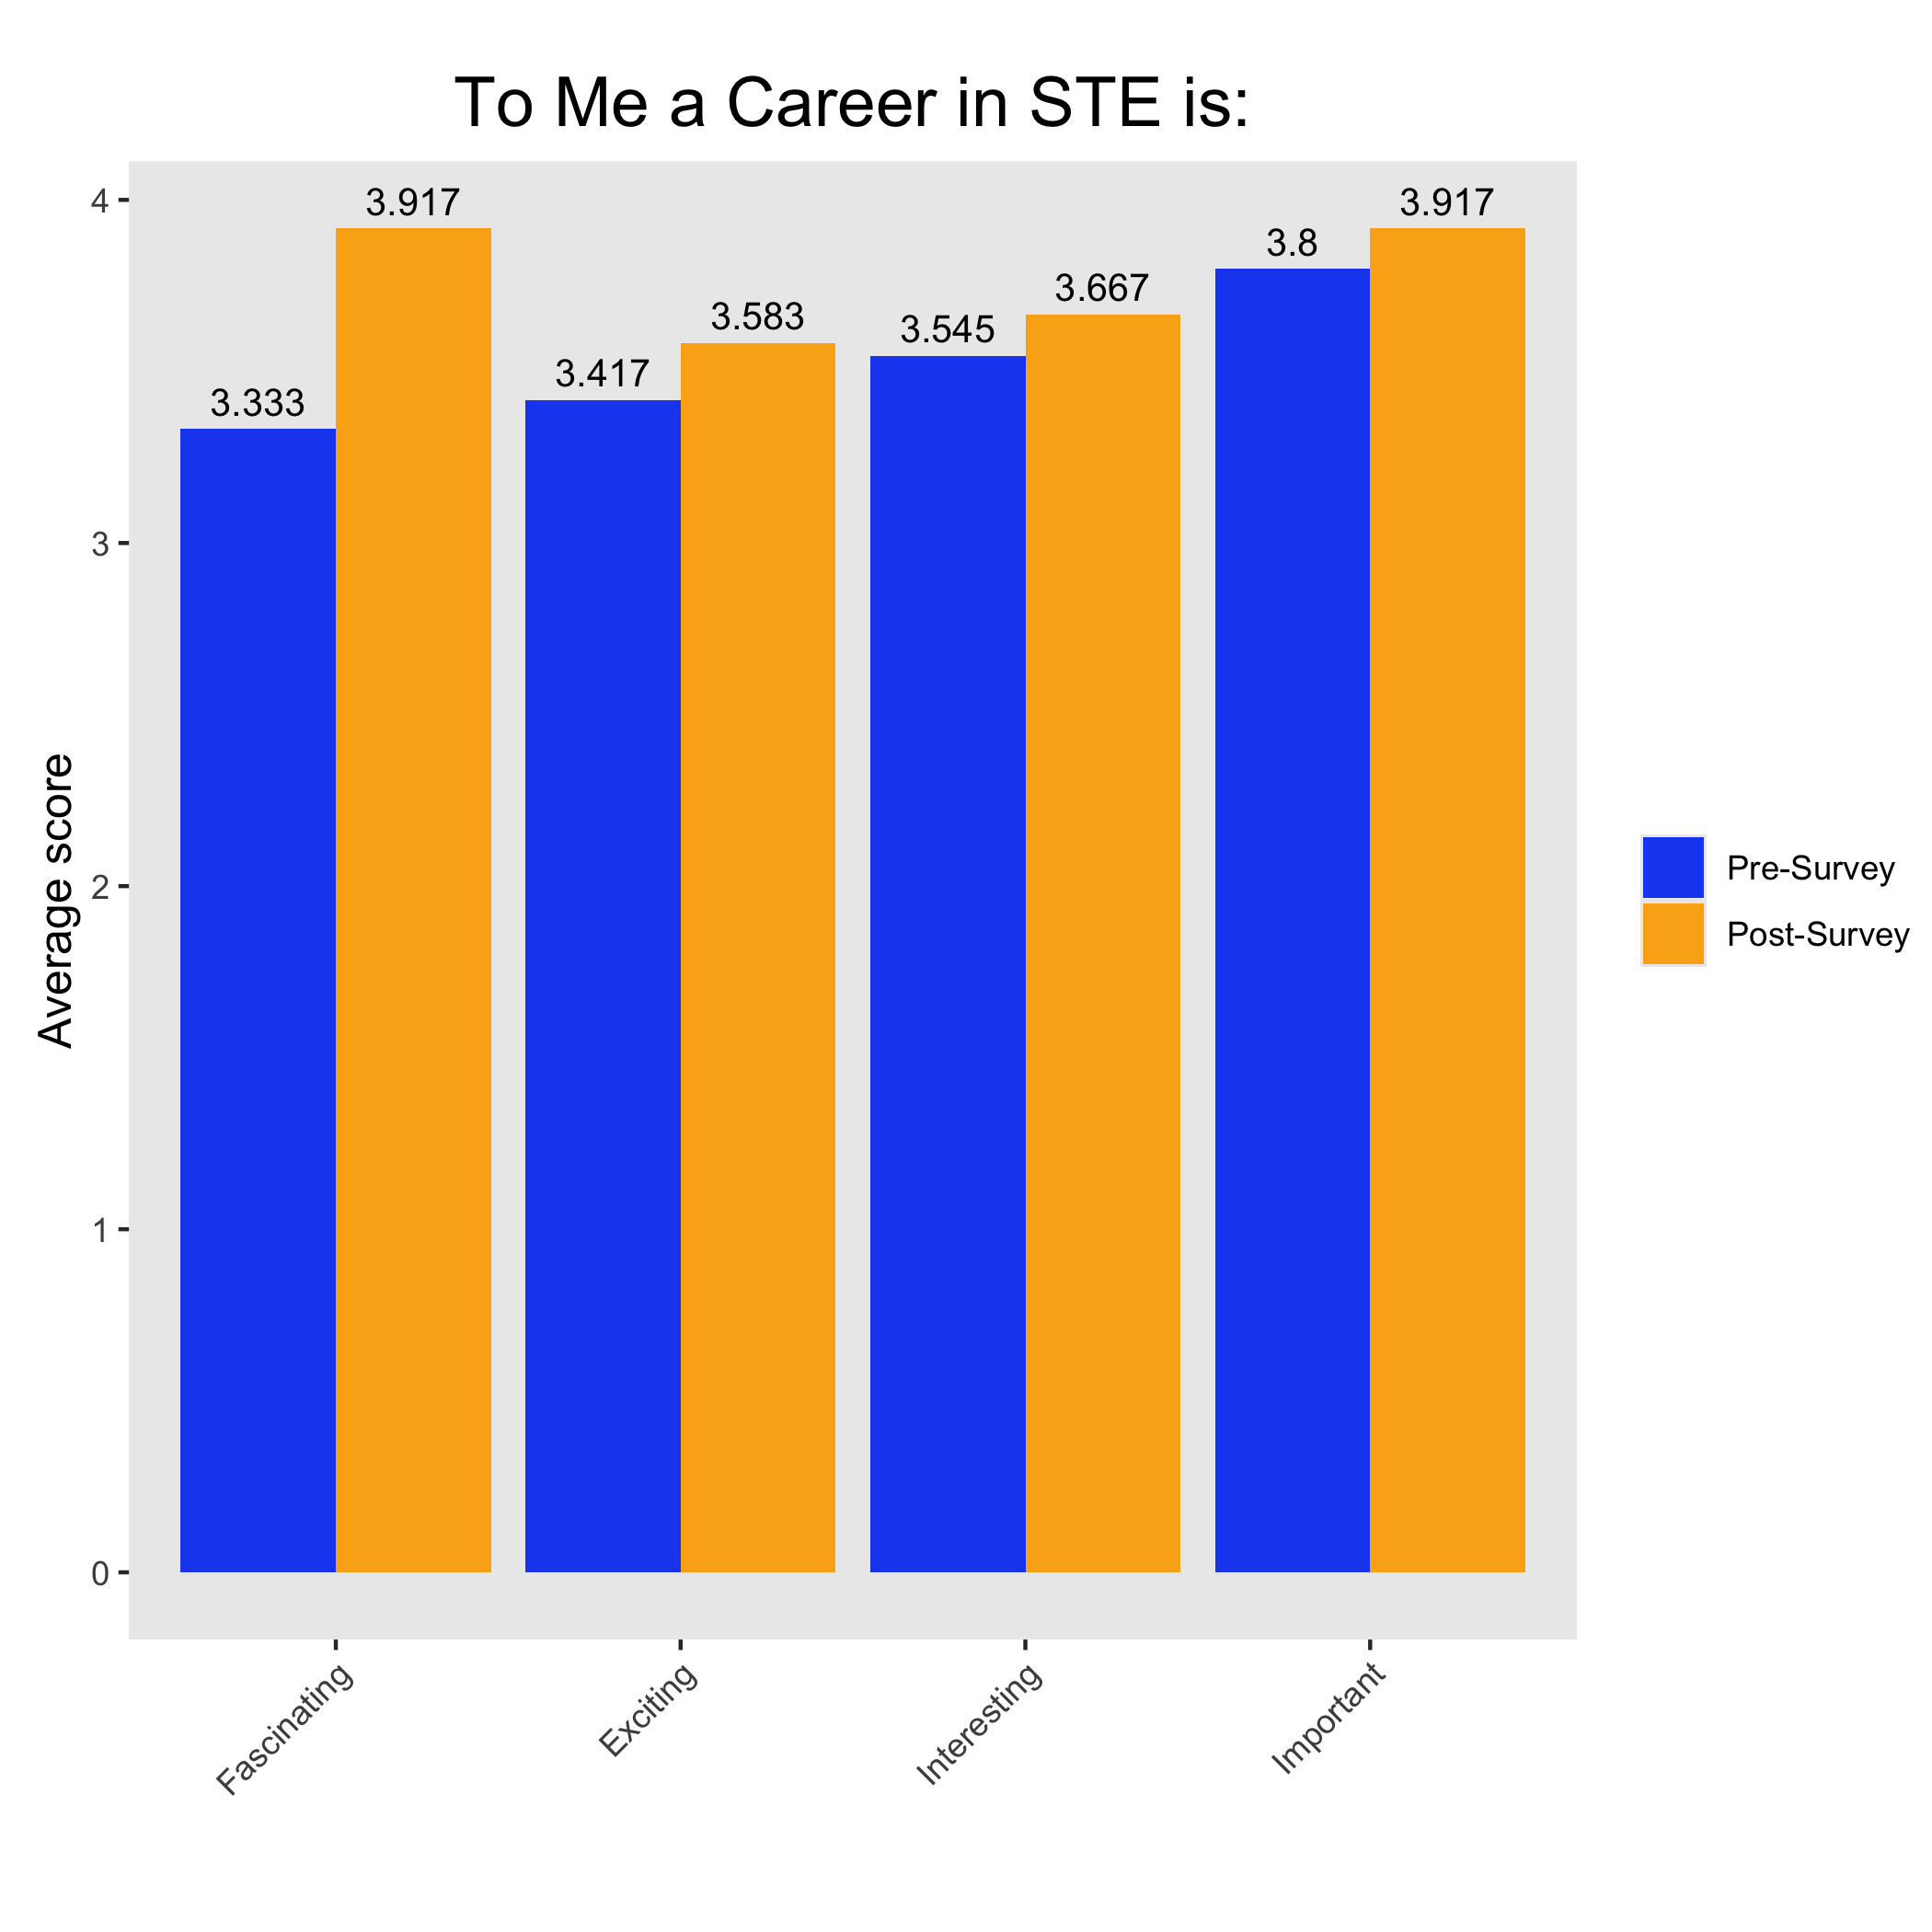 To Me a Career in STE is:
4
3
2
1
0
Average score
3.333
3.917
3.417
3.583
3.545
3.667
3.8
3.917
Fascinating
Exciting
Interesting
Important
Pre-Survey
Post-Survey